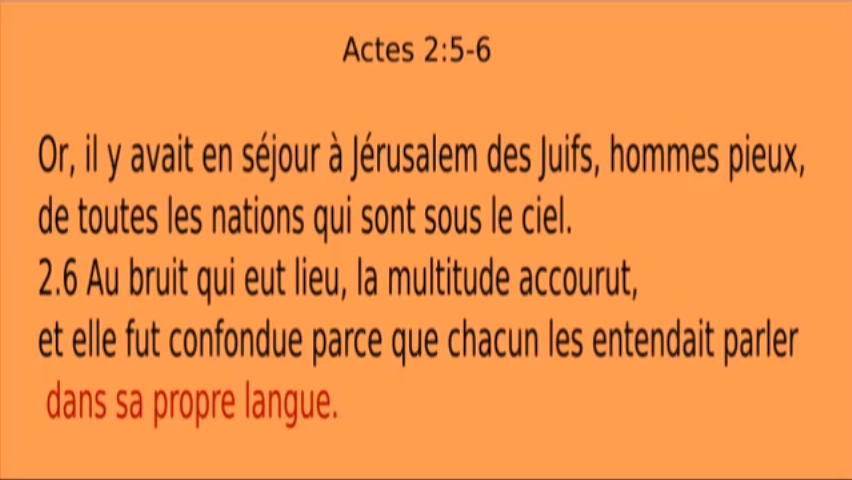 Actes 2:5-6
Or, il y avait en séjour à Jérusalem des Juifs, hommes pieux,
de toutes les nations qui sont sous le ciel.
2.6 Au bruit qui eut lieu, la multitude accourut,
et elle fut confondue parce que chacun les entendait parler
dans sa propre langue.